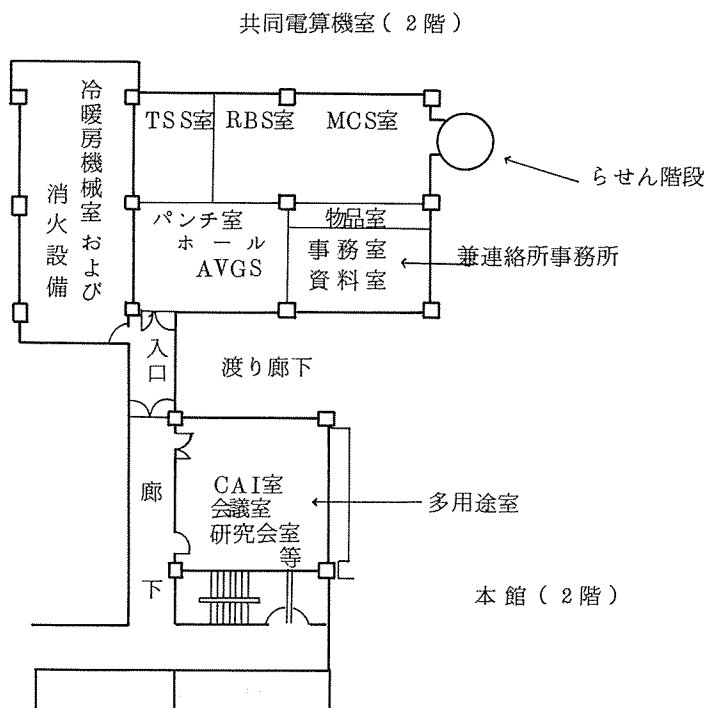 共同電算機室(2階)
冷暖房機械室および
消火設備
TSS室
RBS室
MCS室
らせん階段
パンチ室
ホール
AVGS
物品室
事務室
資料室
兼連絡所事務所
入口
渡り廊下
廊下
CAI室
会議室
研究会室
等
多用途室
本館(2階)